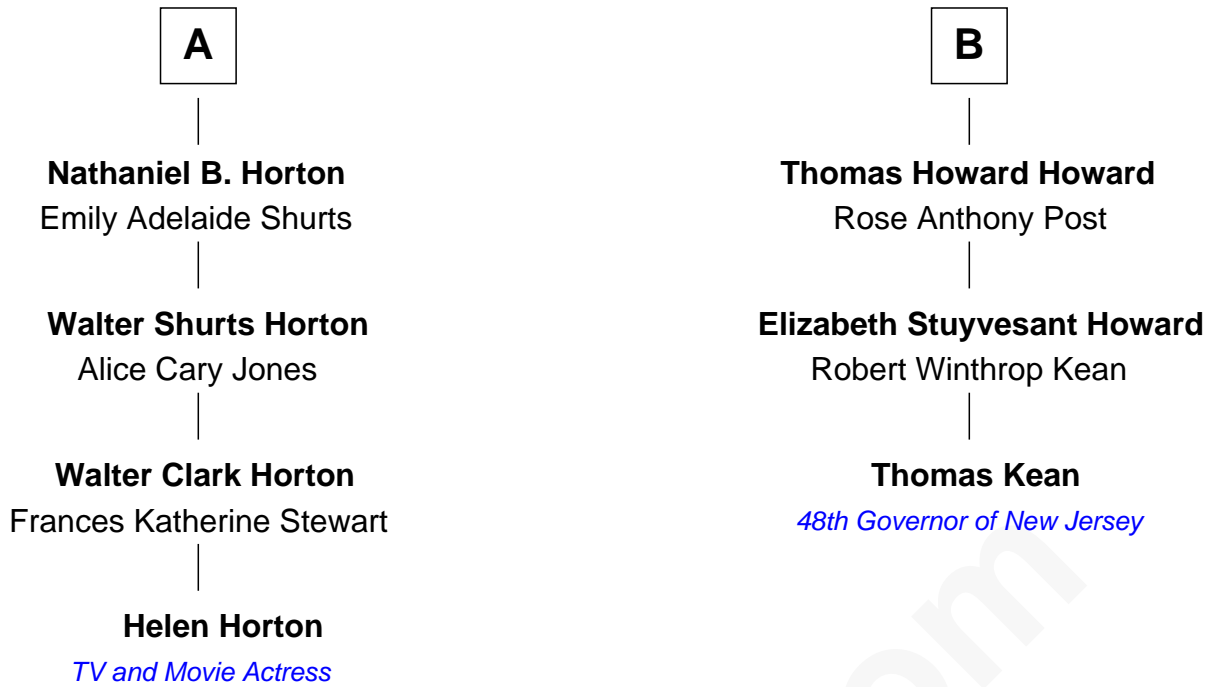 A
Nathaniel B. Horton
Emily Adelaide Shurts
Walter Shurts Horton
Alice Cary Jones
Walter Clark Horton
Frances Katherine Stewart
Helen Horton
TV and Movie Actress
B
Thomas Howard Howard
Rose Anthony Post
Elizabeth Stuyvesant Howard
Robert Winthrop Kean
Thomas Kean
48th Governor of New Jersey
om